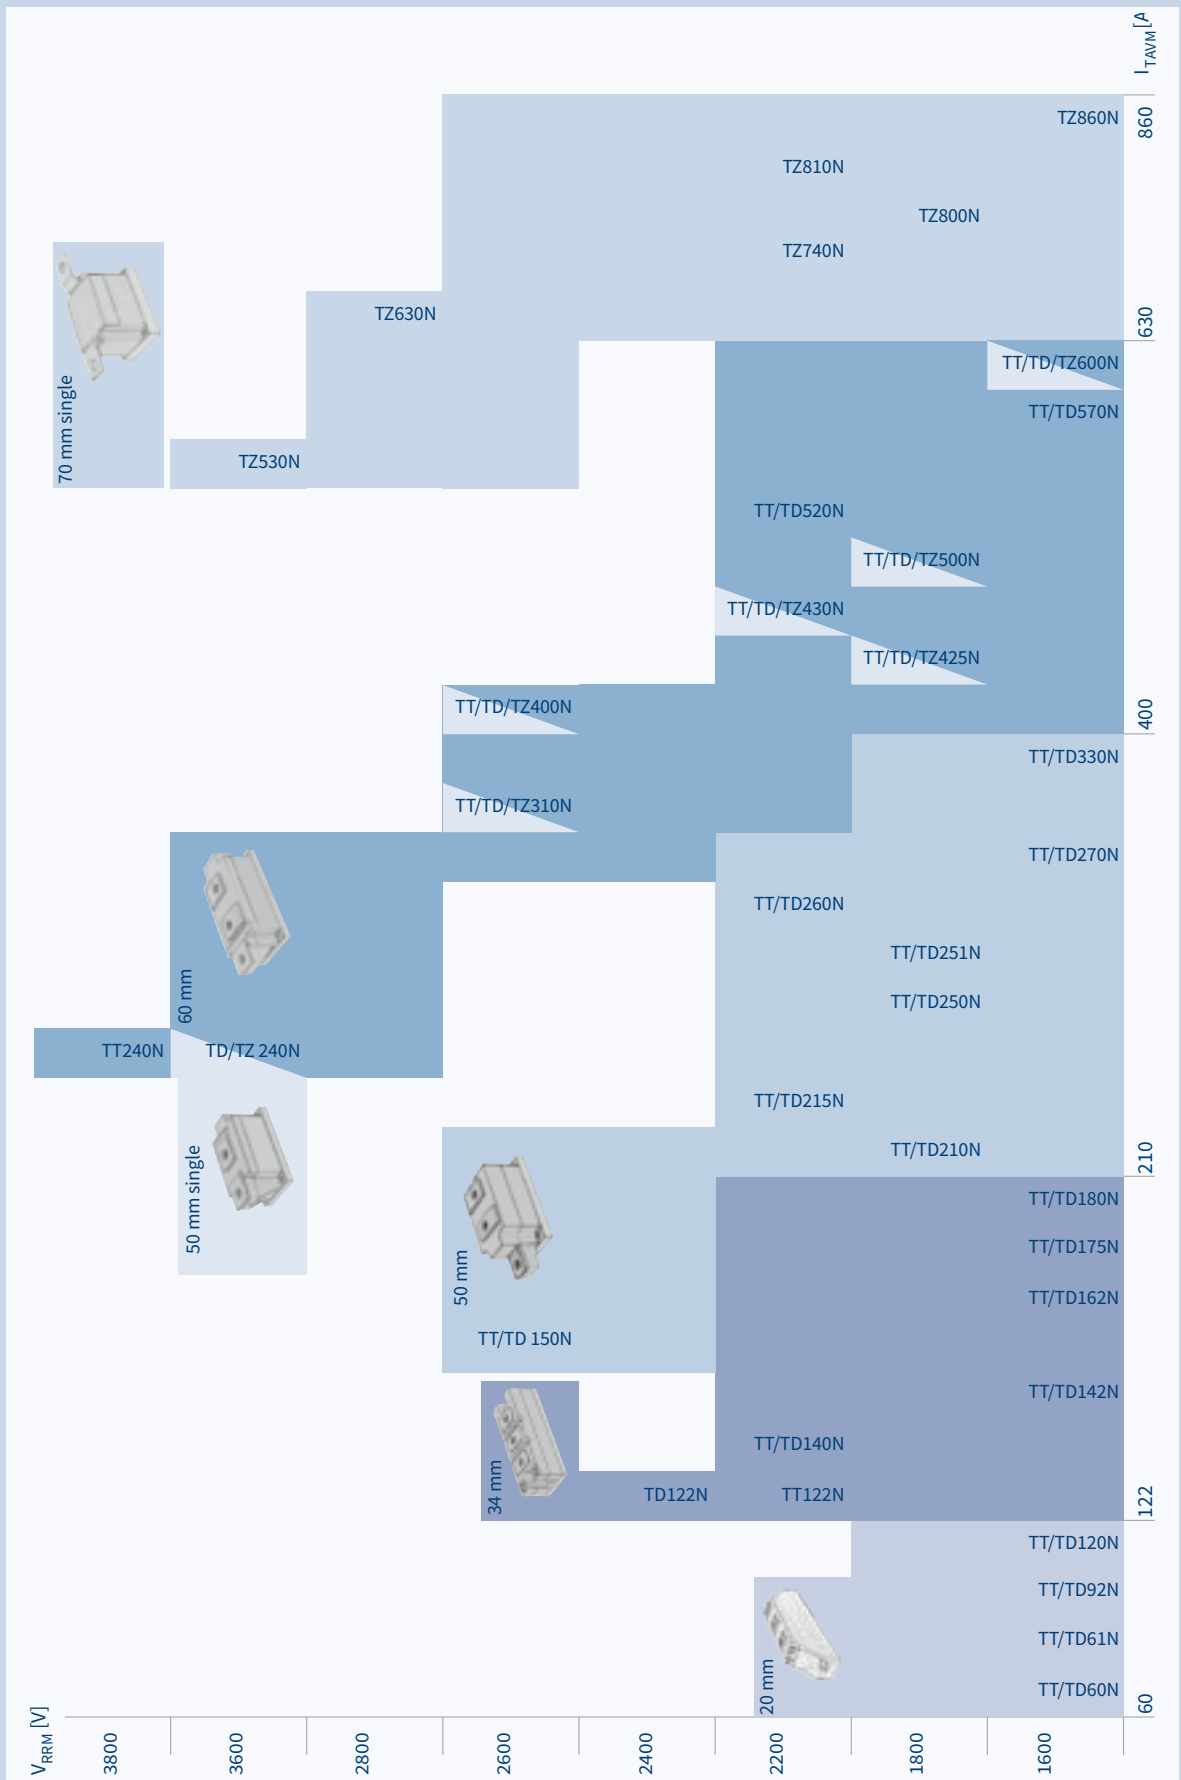 I_TAVM [A
860
TZ860N
TZ810N
TZ800N
TZ740N
TZ630N
630
TT/TD/TZ600N
70 mm single
TT/TD570N
TZ530N
TT/TD520N
TT/TD/TZ500N
TT/TD/TZ430N
TT/TD/TZ425N
TT/TD/TZ400N
400
TT/TD330N
TT/TD/TZ310N
TT/TD270N
TT/TD260N
TT/TD251N
60 mm
TT/TD250N
TT240N
TD/TZ 240N
TT/TD215N
TT/TD210N
210
50 mm single
TT/TD180N
TT/TD175N
50 mm
TT/TD162N
TT/TD 150N
TT/TD142N
TT/TD140N
34 mm
TD122N
TT122N
122
TT/TD120N
TT/TD92N
TT/TD61N
20 mm
TT/TD60N
60
V_RRM [V]
3800
3600
2800
2600
2400
2200
1800
1600